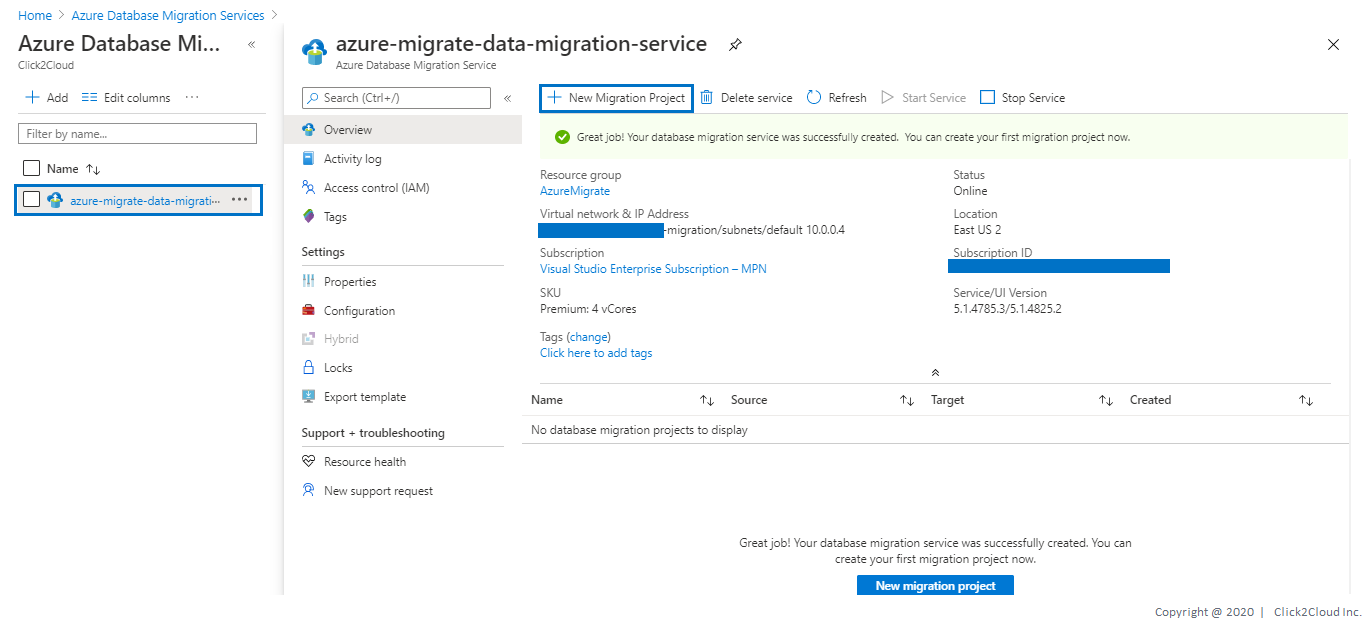 Home > Azure Database Migration Services >
Azure Database Mi...
Click2Cloud
Add Edit columns ...
Filter by name...
Name
azure-migrate-data-migrati...
azure-migrate-data-migration-service
Azure Database Migration Service
Search (Ctrl+/)
Overview
Activity log
Access control (IAM)
Tags
Settings
Properties
Configuration
Hybrid
Locks
Export template
Support + troubleshooting
Resource health
New support request
New Migration Project Delete service Refresh Start Service Stop Service
Great job! Your database migration service was successfully created. You can create your first migration project now.
Resource group
AzureMigrate
Virtual network & IP Address
-migration/subnets/default 10.0.0.4
Subscription
Visual Studio Enterprise Subscription – MPN
SKU
Premium: 4 vCores
Tags (change)
Click here to add tags
Status
Online
Location
East US 2
Subscription ID
Service/UI Version
5.1.4785.3/5.1.4825.2
Name Source Target Created
No database migration projects to display
Great job! Your database migration service was successfully created. You can
create your first migration project now.
New migration project
Copyright @ 2020 | Click2Cloud Inc.